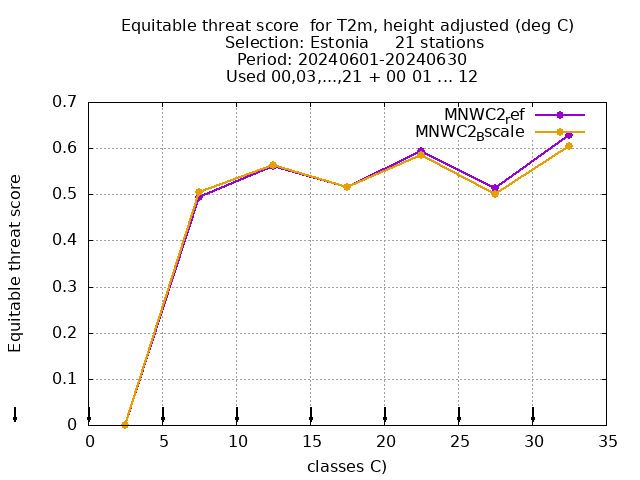 Equitable threat score  for T2m, height adjusted (deg C)
Selection: Estonia     21 stations
Period: 20240601-20240630
Used 00,03,...,21 + 00 01 ... 12
MNWC2ref
MNWC2Bscale
Equitable threat score
0.7
0.6
0.5
0.4
0.3
0.2
0.1
0
0 5 10 15 20 25 30 35
classes C)